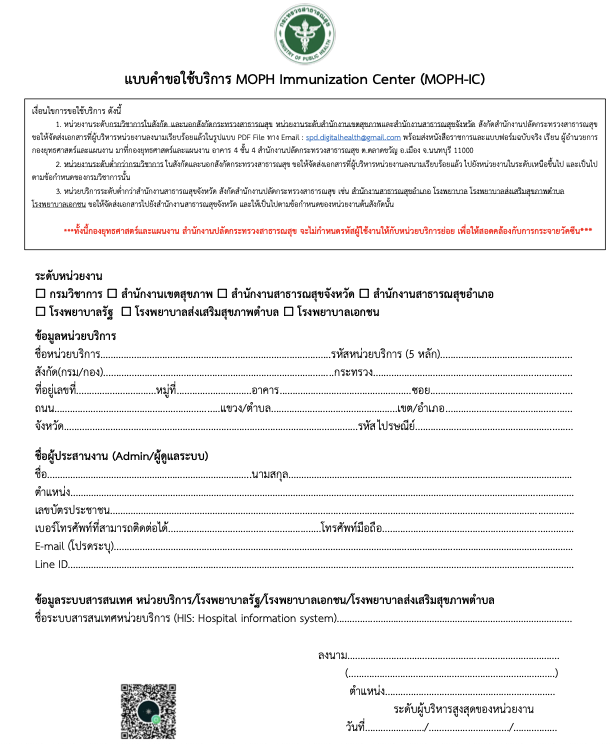 กระทรวงสาธารณสุข
MINISTRY OF PUBLIC HEALTH
แบบคำขอใช้บริการ MOPH Immunization Center (MOPH-IC)
เงื่อนไขการขอใช้บริการ ดังนี้
1. หน่วยงานระดับกรมวิชาการในสังกัด และนอกสังกัดกระทรวงสาธารณสุข หน่วยงานระดับสำนักงานเขตสุขภาพและสำนักงานสาธารณสุขจังหวัด สังกัดสำนักงานปลัดกระทรวงสาธารณสุข
ขอให้จัดส่งเอกสารที่ผู้บริหารหน่วยงานลงนามเรียบร้อยแล้วในรูปแบบ PDF File ทาง Email : spd.digitalhealth@gmail.com พร้อมส่งหนังสือราชการและแบบฟอร์มฉบับจริง เรียน ผู้อำนวยการ
กองยุทธศาสตร์และแผนงาน มาที่กองยุทธศาสตร์และแผนงาน อาคาร 4 ชั้น 4 สำนักงานปลัดกระทรวงสาธารณสุข ต.ตลาดขวัญ อ.เมือง จ.นนทบุรี 11000
2. หน่วยงานระดับต่ำกว่ากรมวิชาการ ในสังกัดและนอกสังกัดกระทรวงสาธารณสุข ขอให้จัดส่งเอกสารที่ผู้บริหารหน่วยงานลงนามเรียบร้อยแล้ว ไปยังหน่วยงานในระดับเหนือขึ้นไป และเป็นไป
ตามข้อกำหนดของกรมวิชาการนั้น
3. หน่วยบริการระดับต่ำกว่าสำนักงานสาธารณสุขจังหวัด สังกัดสำนักงานปลัดกระทรวงสาธารณสุข เช่น สำนักงานสาธารณสุขอำเภอ โรงพยาบาล โรงพยาบาลส่งเสริมสุขภาพตำบล
โรงพยาบาลเอกชน ขอให้จัดส่งเอกสารไปยังสำนักงานสาธารณสุขจังหวัด และให้เป็นไปตามข้อกำหนดของหน่วยงานต้นสังกัดนั้น
***ทั้งนี้กองยุทธศาสตร์และแผนงาน สำนักงานปลัดกระทรวงสาธารณสุข จะไม่กำหนดรหัสผู้ใช้งานให้กับหน่วยบริการย่อย เพื่อให้สอดคล้องกับการกระจายวัคซีน***
ระดับหน่วยงาน
☐ กรมวิชาการ ☐ สำนักงานเขตสุขภาพ ☐ สำนักงานสาธารณสุขจังหวัด ☐ สำนักงานสาธารณสุขอำเภอ
☐ โรงพยาบาลรัฐ ☐ โรงพยาบาลส่งเสริมสุขภาพตำบล ☐ โรงพยาบาลเอกชน
ข้อมูลหน่วยบริการ
ชื่อหน่วยบริการ..........รหัสหน่วยบริการ (5 หลัก)..........
สังกัด(กรม/กอง)..........กระทรวง..........
ที่อยู่เลขที่..........หมู่ที่..........อาคาร..........ซอย..........
ถนน..........แขวง/ตำบล..........เขต/อำเภอ..........
จังหวัด..........รหัสไปรษณีย์..........
ชื่อผู้ประสานงาน (Admin/ผู้ดูแลระบบ)
ชื่อ..........นามสกุล..........
ตำแหน่ง..........
เลขบัตรประชาชน..........
เบอร์โทรศัพท์ที่สามารถติดต่อได้..........โทรศัพท์มือถือ..........
E-mail (โปรดระบุ)..........
Line ID..........
ข้อมูลระบบสารสนเทศ หน่วยบริการ/โรงพยาบาลรัฐ/โรงพยาบาลเอกชน/โรงพยาบาลส่งเสริมสุขภาพตำบล
ชื่อระบบสารสนเทศหน่วยบริการ (HIS: Hospital information system)..........
ลงนาม..........
(..........)
ตำแหน่ง..........
ระดับผู้บริหารสูงสุดของหน่วยงาน
วันที่........../........../..........